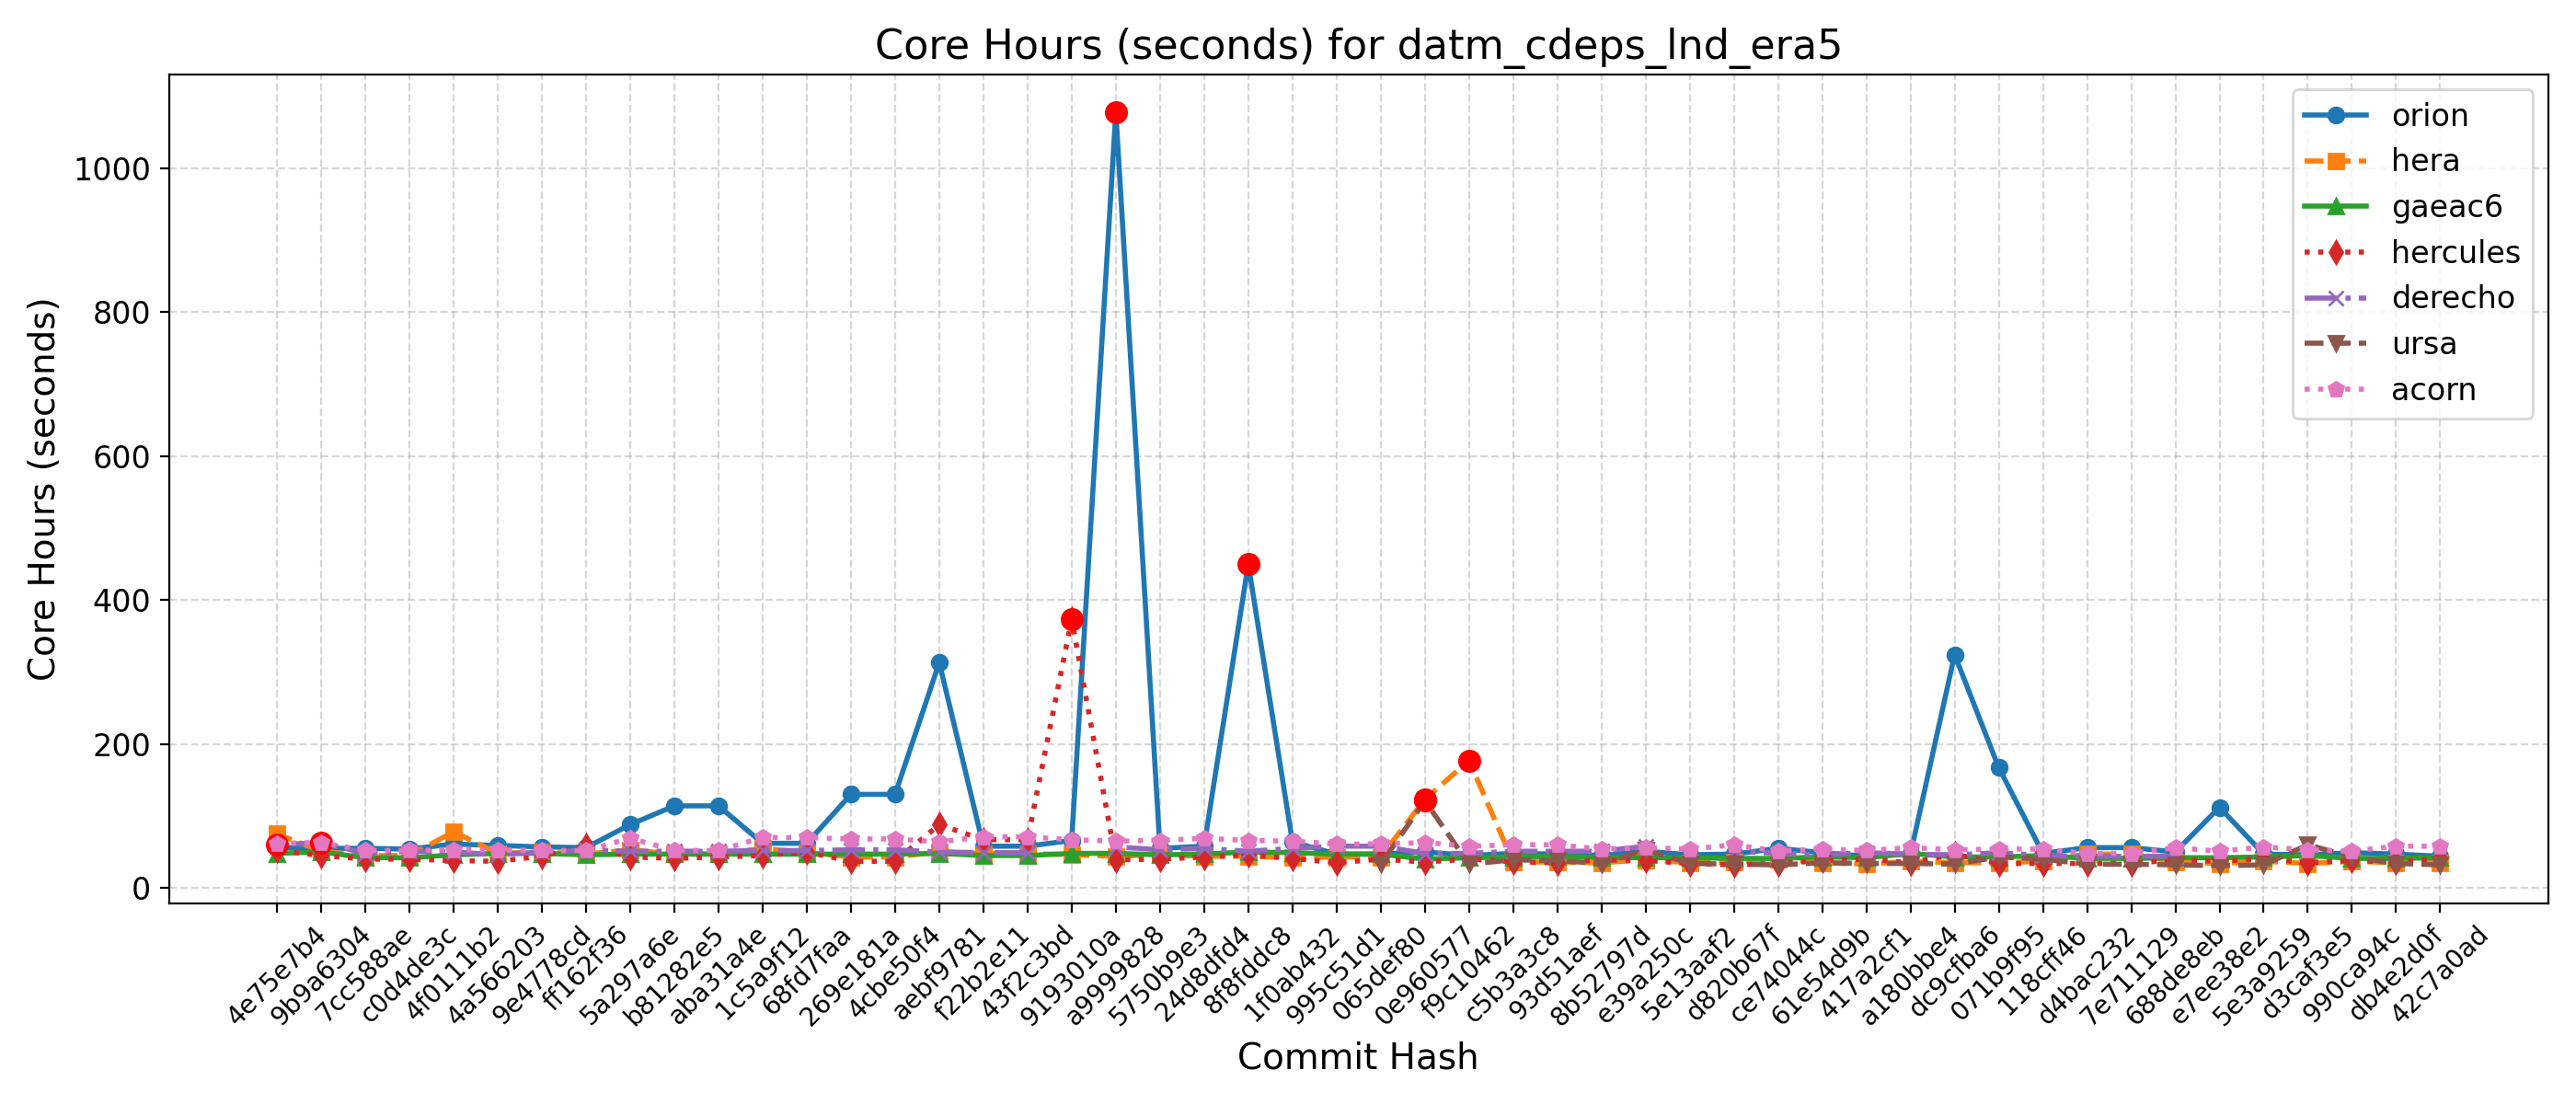 Core Hours (seconds) for datm_cdeps_lnd_era5
Core Hours (seconds)
1000
800
600
400
200
0
orion
hera
gaeac6
hercules
derecho
ursa
acorn
4e75e7b4
9b9a6304
7cc588ae
c0d4de3c
4f0111b2
4a566203
9e4778cd
ff162f36
5a297a6e
b81282e5
aba31a4e
1c5a9f12
68fd7faa
269e181a
4cbe50f4
aebf9781
f22b2e11
43f2c3bd
9193010a
a9999828
5750b9e3
24d8dfd4
8f8fddc8
1f0ab432
995c51d1
065def80
0e960577
f9c10462
c5b3a3c8
93d51aef
8b52797d
e39a250c
5e13aaf2
d820b67f
ce74044c
61e54d9b
417a2cf1
a180bbe4
dc9cfba6
071b9f95
118cff46
d4bac232
7e711129
688de8eb
e7ee38e2
5e3a9259
d3caf3e5
990ca94c
db4e2d0f
42c7a0ad
Commit Hash